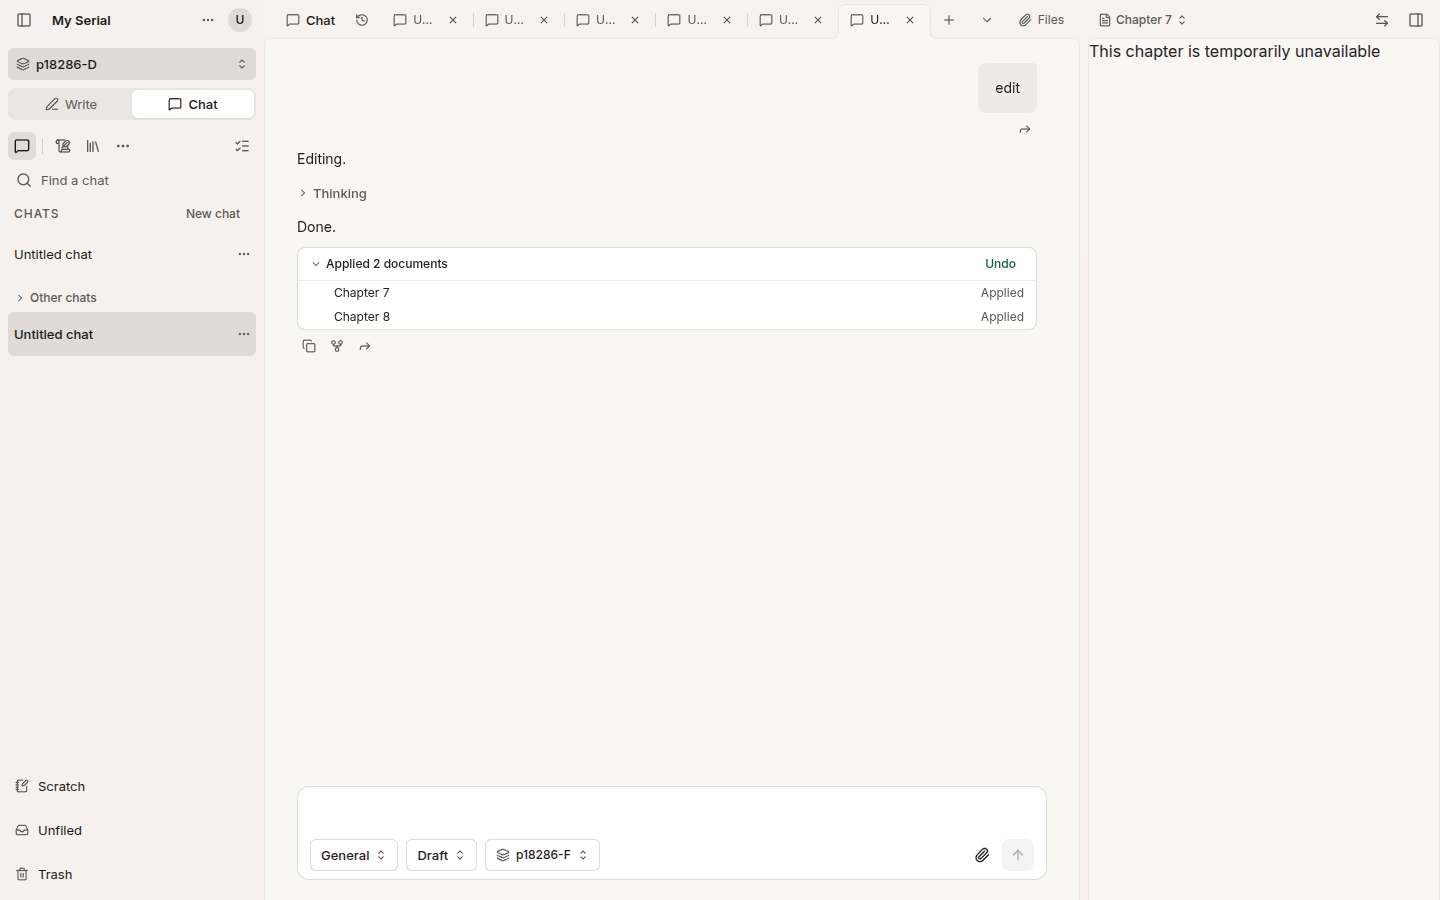 My Serial
U
p18286-D
Write
Chat
Find a chat
CHATS
New chat
Untitled chat
Other chats
Untitled chat
Scratch
Unfiled
Trash
Chat
U...
U...
U...
U...
U...
U...
Files
Chapter 7
edit
Editing.
Thinking
Done.
Applied 2 documents
Undo
Chapter 7
Applied
Chapter 8
Applied
General
Draft
p18286-F
This chapter is temporarily unavailable